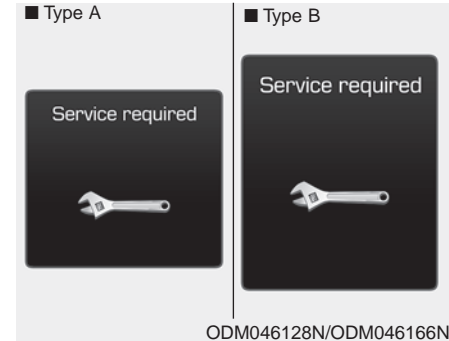 ■ Type A
■ Type B
Service required
Service required
ODM046128N/ODM046166N